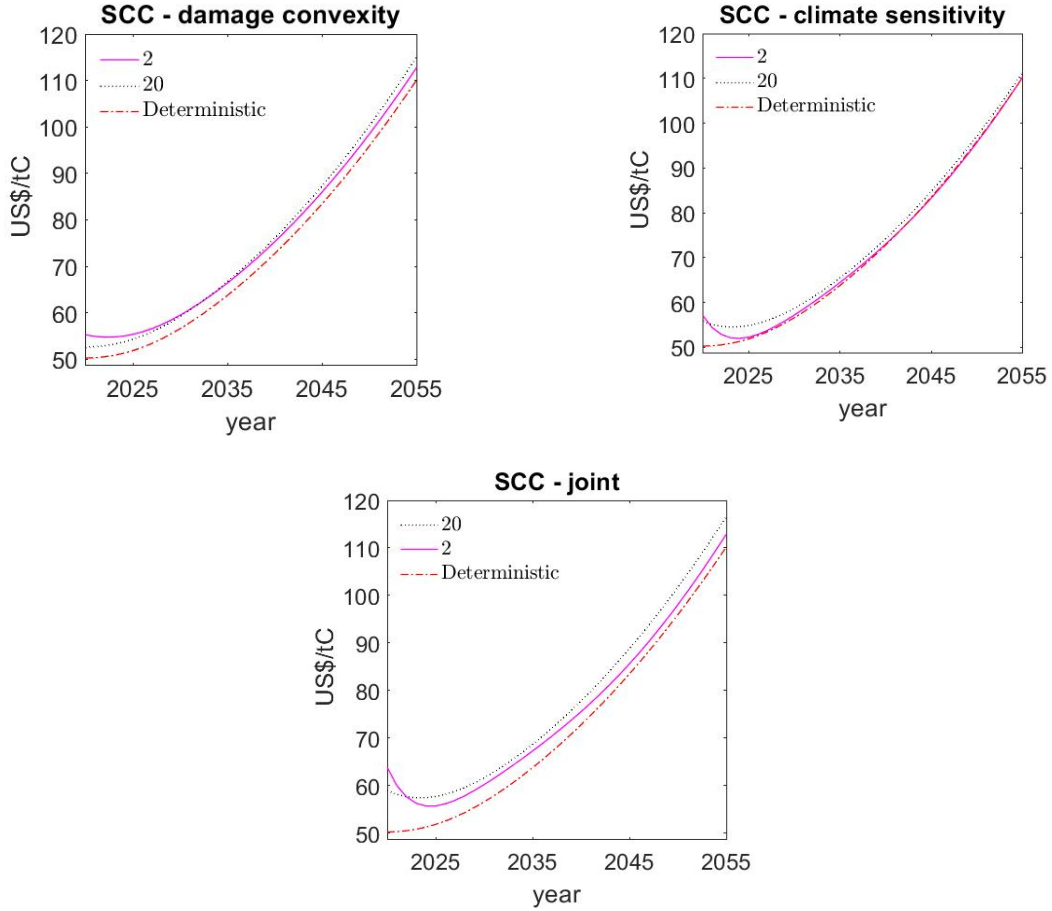 SCC - damage convexity
120
110
100
90
80
70
60
50
US$/tC
2
20
Deterministic
2025 2035 2045 2055
year
SCC - climate sensitivity
120
110
100
90
80
70
60
50
US$/tC
2
20
Deterministic
2025 2035 2045 2055
year
SCC - joint
120
110
100
90
80
70
60
50
US$/tC
20
2
Deterministic
2025 2035 2045 2055
year